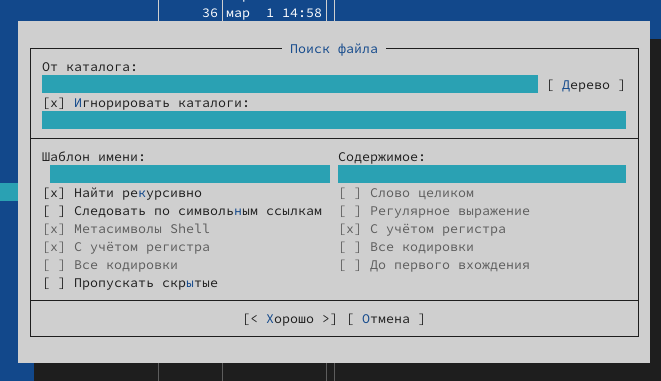 36 мар  1 14:58
Поиск файла
От каталога:
[ Дерево ]
[x] Игнорировать каталоги:
Шаблон имени:
Содержимое:
[x] Найти рекурсивно
[ ] Следовать по символьным ссылкам
[x] Метасимволы Shell
[x] С учётом регистра
[ ] Все кодировки
[ ] Пропускать скрытые
[ ] Слово целиком
[ ] Регулярное выражение
[x] С учётом регистра
[ ] Все кодировки
[ ] До первого вхождения
[< Хорошо >] [ Отмена ]